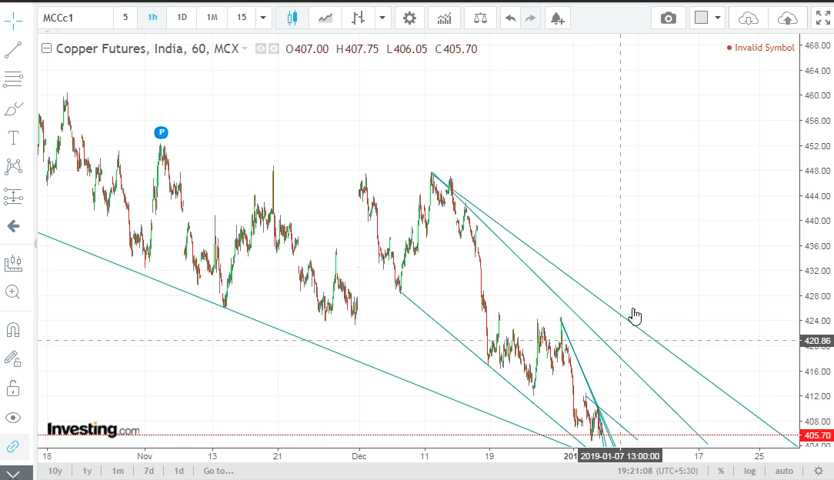 MCCc1 5 1h 1D 1M 15
Copper Futures, India, 60, MCX O407.00 H407.75 L406.05 C405.70
Invalid Symbol
P
468.00
464.00
460.00
456.00
452.00
448.00
444.00
440.00
436.00
432.00
428.00
424.00
420.86
416.00
412.00
408.00
405.70
404.00
Investing.com
18 Nov 13 21 Dec 11 19 201 2019-01-07 13:00:00 17 25
10y 1y 1m 7d 1d Go to... 19:21:08 (UTC+5:30) % log auto